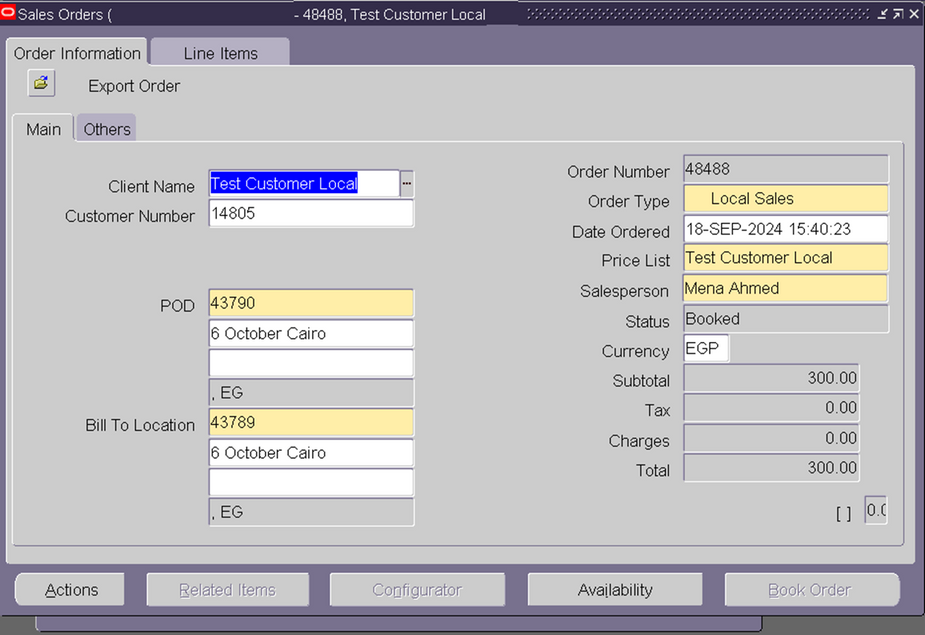 Sales Orders ( - 48488, Test Customer Local
Order Information
Line Items
Export Order
Main
Others
Client Name Test Customer Local ...
Customer Number 14805
POD 43790
6 October Cairo
, EG
Bill To Location 43789
6 October Cairo
, EG
Order Number 48488
Order Type Local Sales
Date Ordered 18-SEP-2024 15:40:23
Price List Test Customer Local
Salesperson Mena Ahmed
Status Booked
Currency EGP
Subtotal 300.00
Tax 0.00
Charges 0.00
Total 300.00
[ ]
Actions
Related Items
Configurator
Availability
Book Order